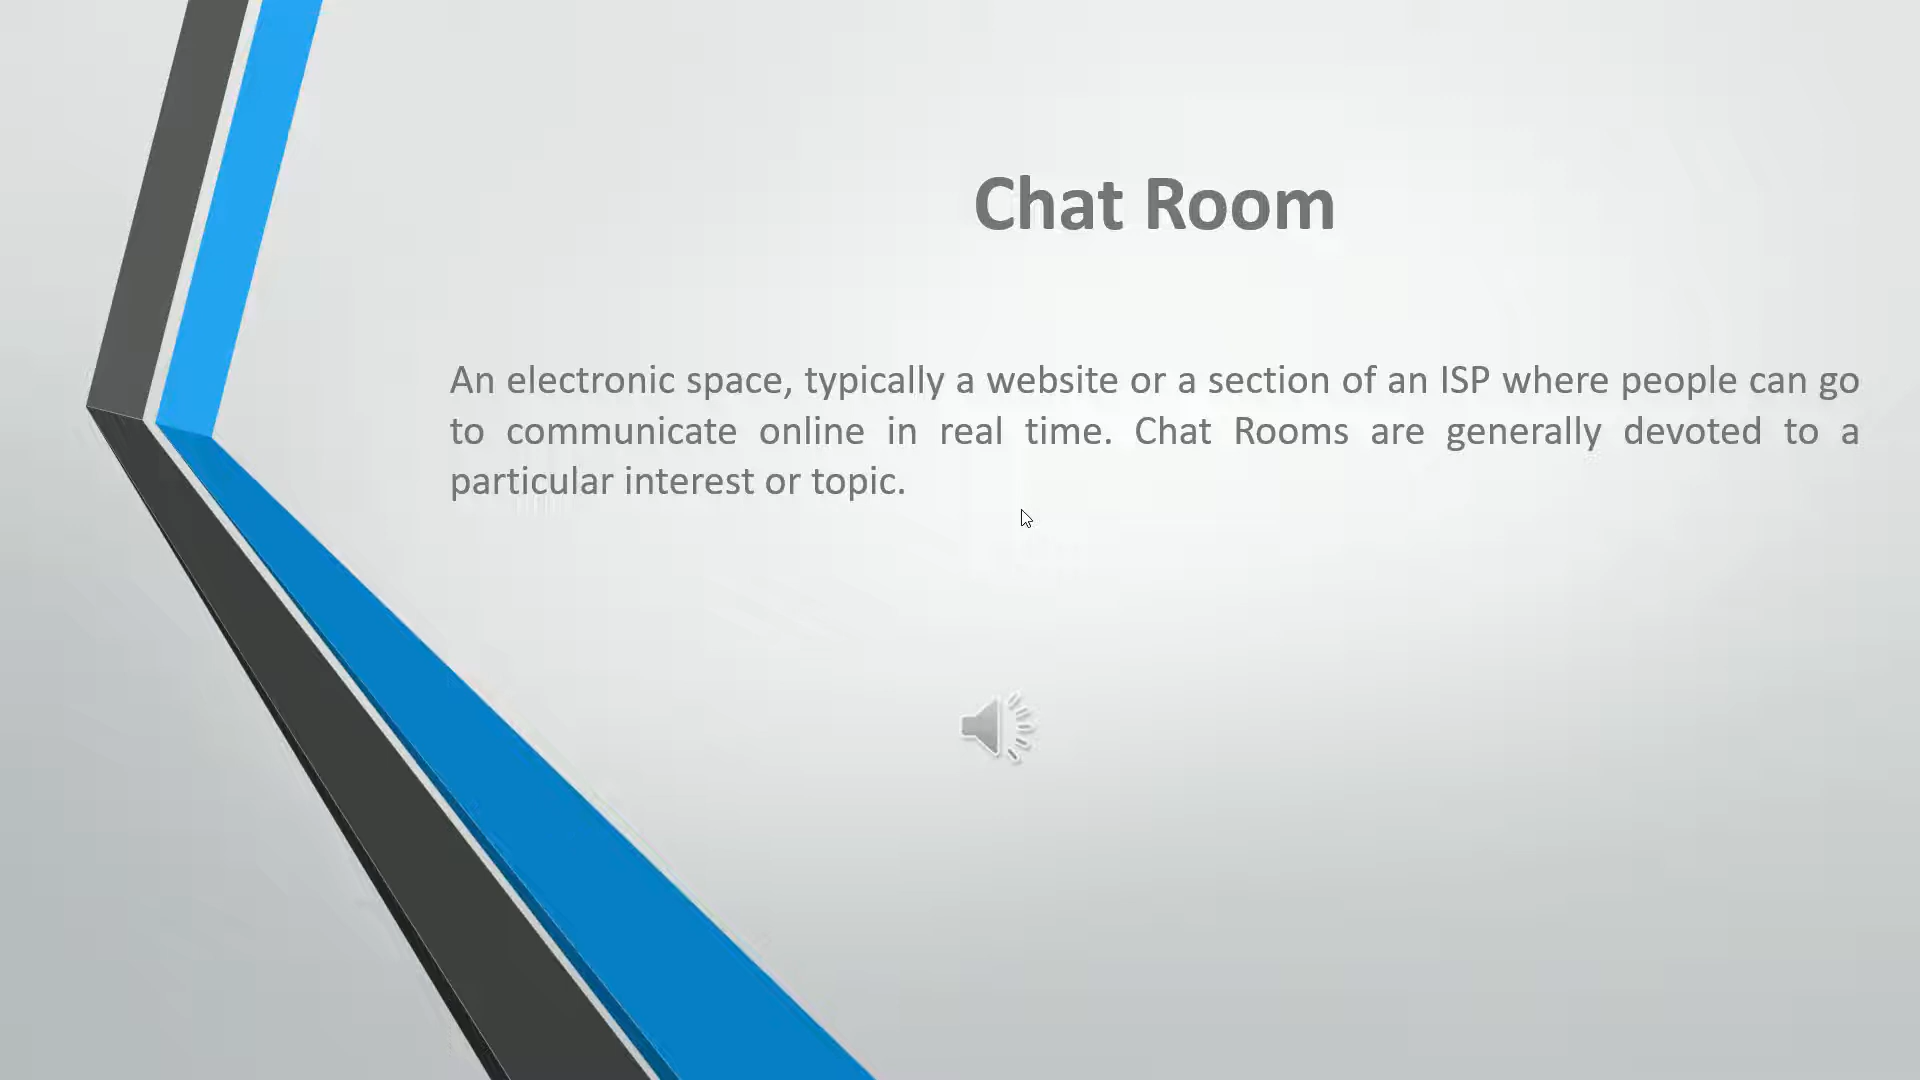 Chat Room
An electronic space, typically a website or a section of an ISP where people can go
to communicate online in real time. Chat Rooms are generally devoted to a
particular interest or topic.